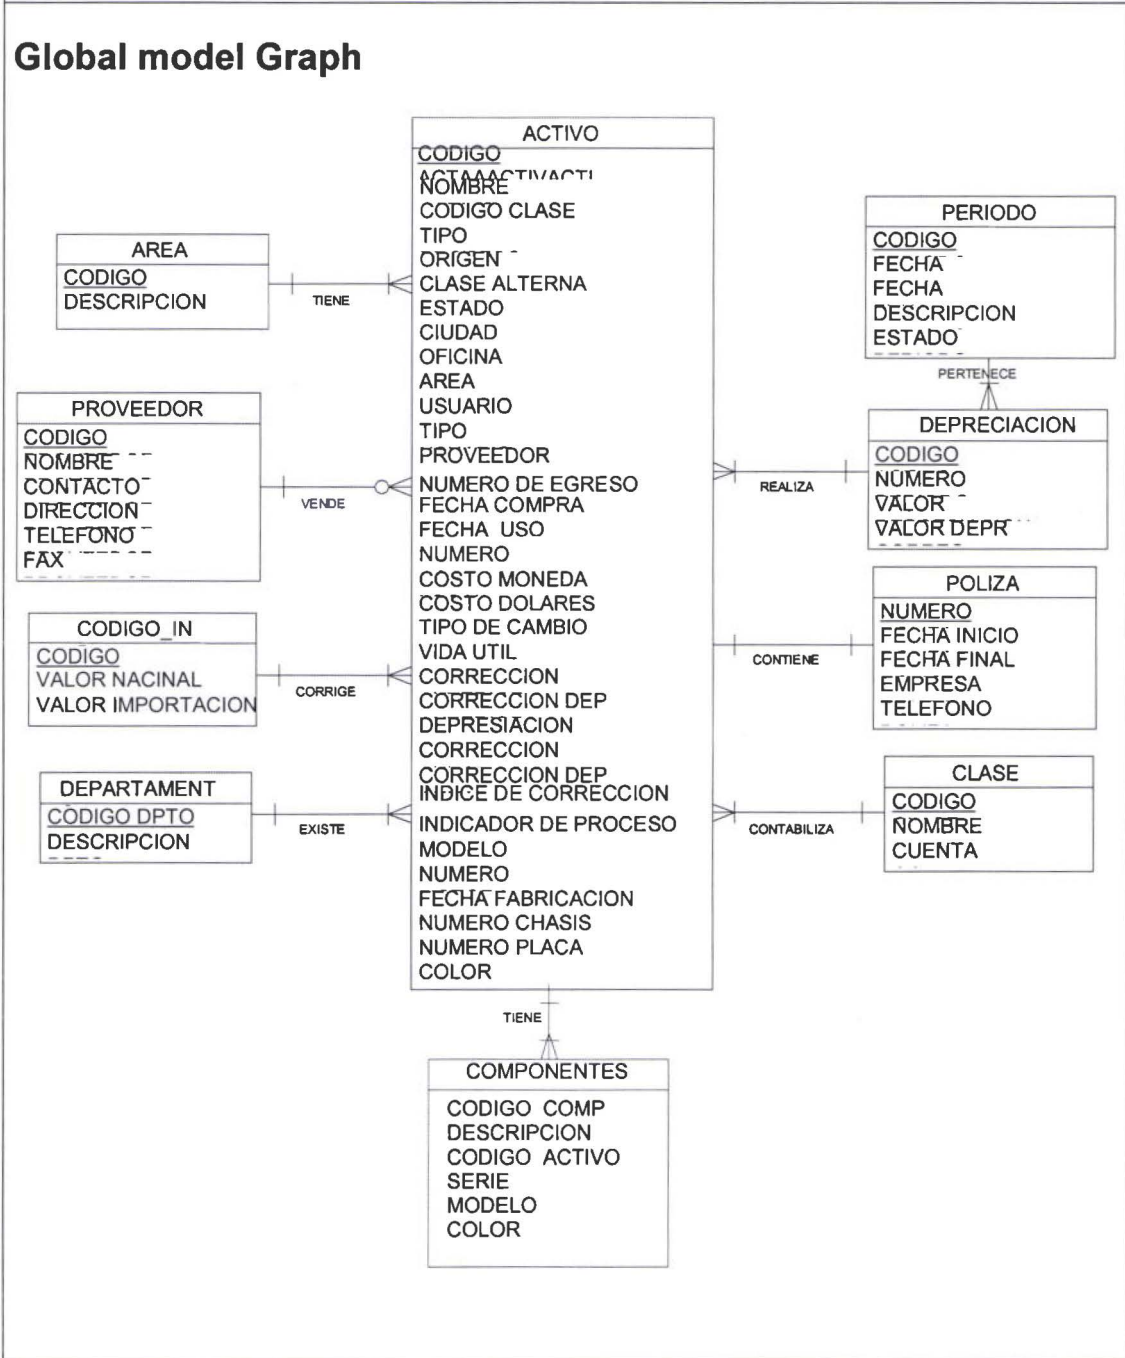 Global model Graph
ACTIVO
CODIGO
NOMBRE
CODIGO CLASE
TIPO
ORIGEN
CLASE ALTERNA
ESTADO
CIUDAD
OFICINA
AREA
USUARIO
TIPO
PROVEEDOR
NUMERO DE EGRESO
FECHA COMPRA
FECHA USO
NUMERO
COSTO MONEDA
COSTO DOLARES
TIPO DE CAMBIO
VIDA UTIL
CORRECCION
CORRECCION DEP
DEPRESIACION
CORRECCION
CORRECCION DEP
INDICE DE CORRECCION
INDICADOR DE PROCESO
MODELO
NUMERO
FECHA FABRICACION
NUMERO CHASIS
NUMERO PLACA
COLOR
AREA
CODIGO
DESCRIPCION
TIENE
PROVEEDOR
CODIGO
NOMBRE
CONTACTO
DIRECCION
TELEFONO
FAX
VENDE
CODIGO_IN
CODIGO
VALOR NACINAL
VALOR IMPORTACION
CORRIGE
DEPARTAMENT
CODIGO DPTO
DESCRIPCION
EXISTE
PERIODO
CODIGO
FECHA
FECHA
DESCRIPCION
ESTADO
PERTENECE
DEPRECIACION
CODIGO
NUMERO
VALOR
VALOR DEPR
REALIZA
POLIZA
NUMERO
FECHA INICIO
FECHA FINAL
EMPRESA
TELEFONO
CONTIENE
CLASE
CODIGO
NOMBRE
CUENTA
CONTABILIZA
TIENE
COMPONENTES
CODIGO COMP
DESCRIPCION
CODIGO ACTIVO
SERIE
MODELO
COLOR